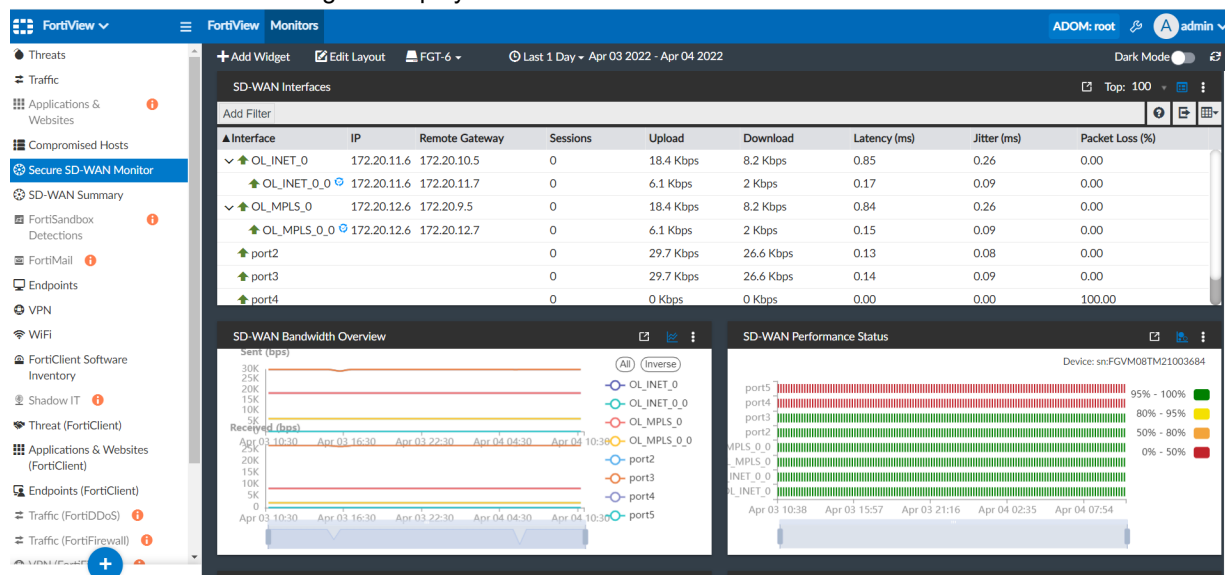 FortiView
FortiView Monitors
ADOM: root
A admin
Threats
Traffic
Applications & Websites
Compromised Hosts
Secure SD-WAN Monitor
SD-WAN Summary
FortiSandbox Detections
FortiMail
Endpoints
VPN
WiFi
FortiClient Software Inventory
Shadow IT
Threat (FortiClient)
Applications & Websites (FortiClient)
Endpoints (FortiClient)
Traffic (FortiDDoS)
Traffic (FortiFirewall)
Add Widget Edit Layout FGT-6 Last 1 Day Apr 03 2022 - Apr 04 2022 Dark Mode
SD-WAN Interfaces Top: 100
Add Filter
Interface IP Remote Gateway Sessions Upload Download Latency (ms) Jitter (ms) Packet Loss (%)
OL_INET_0 172.20.11.6 172.20.10.5 0 18.4 Kbps 8.2 Kbps 0.85 0.26 0.00
OL_INET_0_0 172.20.11.6 172.20.11.7 0 6.1 Kbps 2 Kbps 0.17 0.09 0.00
OL_MPLS_0 172.20.12.6 172.20.9.5 0 18.4 Kbps 8.2 Kbps 0.84 0.26 0.00
OL_MPLS_0_0 172.20.12.6 172.20.12.7 0 6.1 Kbps 2 Kbps 0.15 0.09 0.00
port2 0 29.7 Kbps 26.6 Kbps 0.13 0.08 0.00
port3 0 29.7 Kbps 26.6 Kbps 0.14 0.09 0.00
port4 0 0 Kbps 0 Kbps 0.00 0.00 100.00
SD-WAN Bandwidth Overview
Sent (bps)
All Inverse
30K
25K
20K
15K
10K
5K
Apr 03 10:30 Apr 03 16:30 Apr 03 22:30 Apr 04 04:30 Apr 04 10:30
Received (bps)
25K
20K
15K
10K
5K
0
Apr 03 10:30 Apr 03 16:30 Apr 03 22:30 Apr 04 04:30 Apr 04 10:30
OL_INET_0
OL_INET_0_0
OL_MPLS_0
OL_MPLS_0_0
port2
port3
port4
port5
SD-WAN Performance Status
Device: sn:FGVM08TM21003684
port5
port4
port3
port2
MPLS_0_0
_MPLS_0
INET_0_0
OL_INET_0
95% - 100%
80% - 95%
50% - 80%
0% - 50%
Apr 03 10:38 Apr 03 15:57 Apr 03 21:16 Apr 04 02:35 Apr 04 07:54